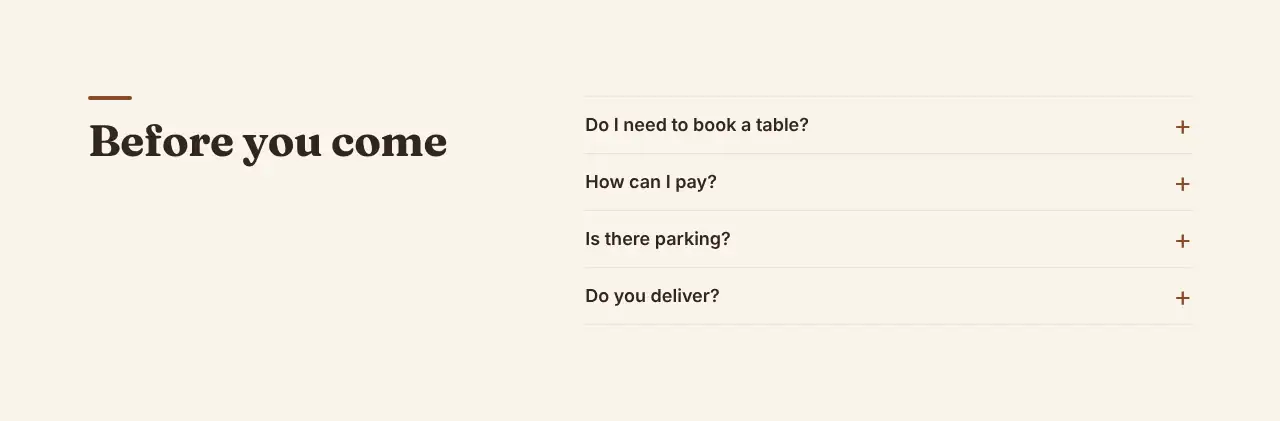 Before you come
Do I need to book a table?
How can I pay?
Is there parking?
Do you deliver?